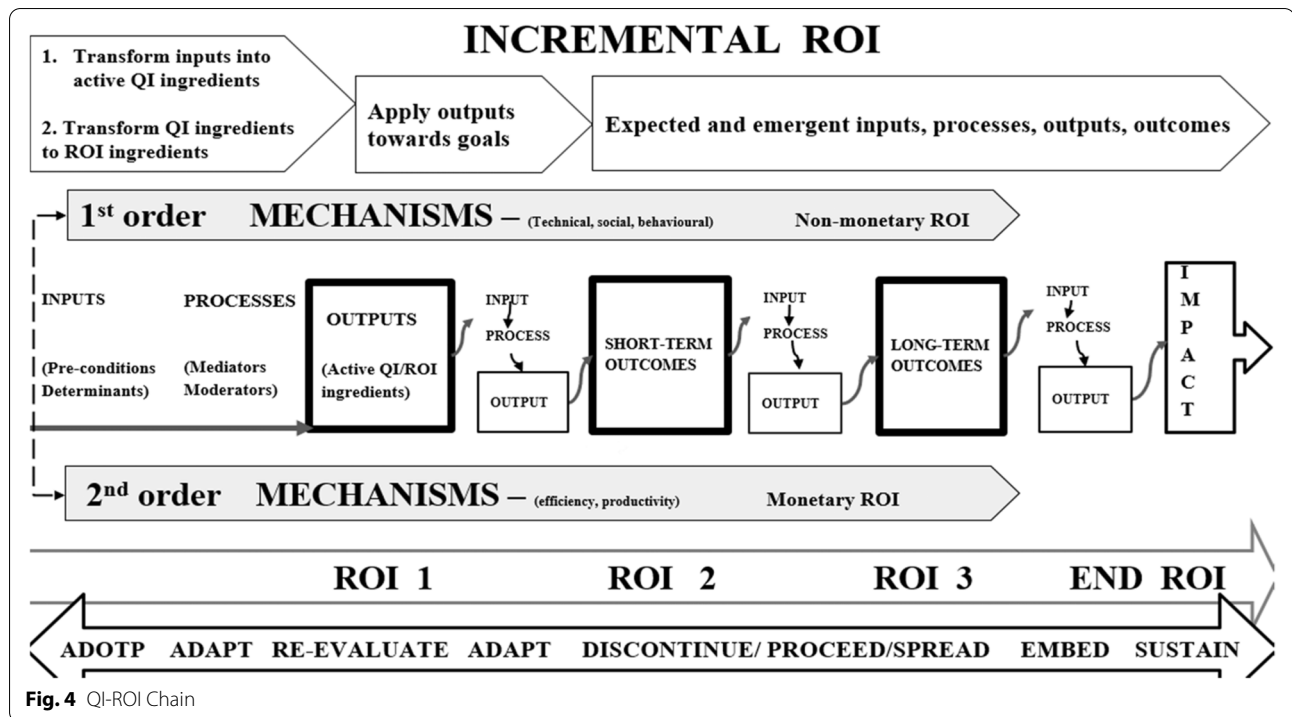 INCREMENTAL ROI
1. Transform inputs into
active QI ingredients
2. Transform QI ingredients
to ROI ingredients
Apply outputs
towards goals
Expected and emergent inputs, processes, outputs, outcomes
1st order MECHANISMS – (Technical, social, behavioural) Non-monetary ROI
INPUTS
(Pre-conditions
Determinants)
PROCESSES
(Mediators
Moderators)
OUTPUTS
(Active QI/ROI
ingredients)
INPUT
PROCESS
OUTPUT
SHORT-TERM
OUTCOMES
INPUT
PROCESS
OUTPUT
LONG-TERM
OUTCOMES
INPUT
PROCESS
OUTPUT
I
M
P
A
C
T
2nd order MECHANISMS – (efficiency, productivity) Monetary ROI
ROI 1 ROI 2 ROI 3 END ROI
ADOTP ADAPT RE-EVALUATE ADAPT DISCONTINUE/ PROCEED/SPREAD EMBED SUSTAIN
Fig. 4 QI-ROI Chain